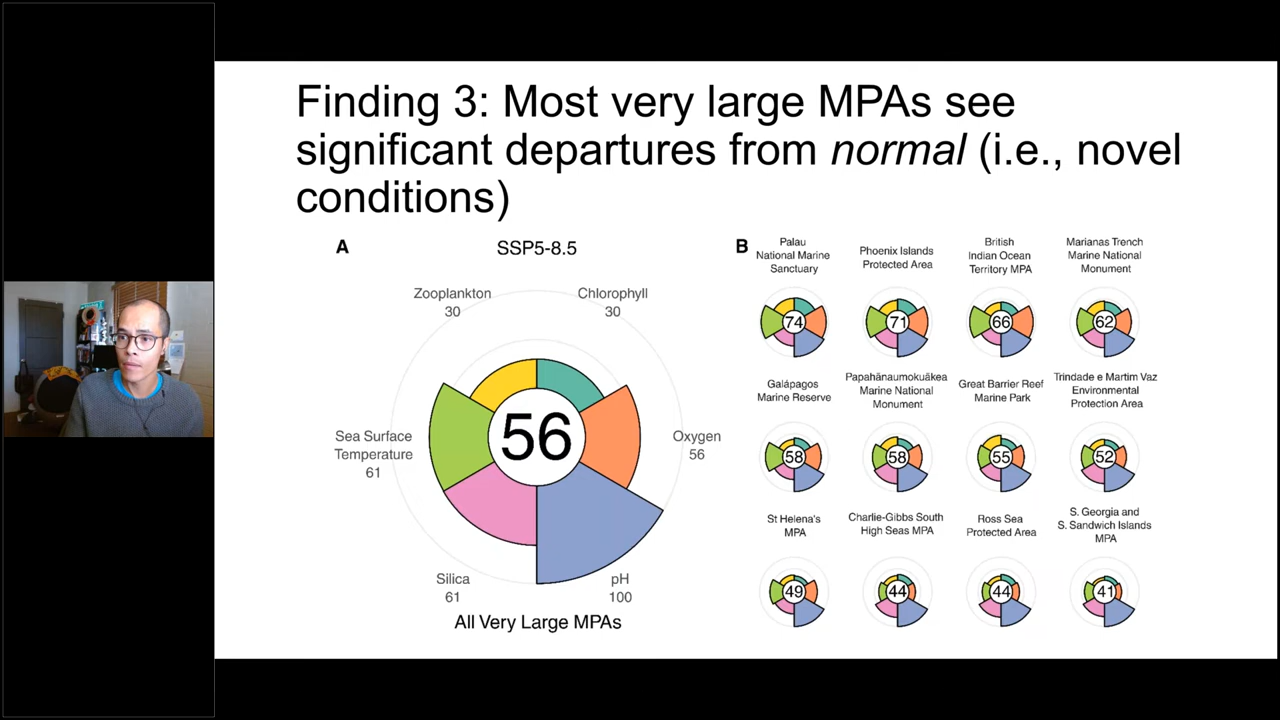 Finding 3: Most very large MPAs see
significant departures from normal (i.e., novel
conditions)
A
SSP5-8.5
Zooplankton
30
Chlorophyll
30
Sea Surface
Temperature
61
56
Oxygen
56
Silica
61
pH
100
All Very Large MPAs
B
Palau
National Marine
Sanctuary
74
Phoenix Islands
Protected Area
71
British
Indian Ocean
Territory MPA
66
Marianas Trench
Marine National
Monument
62
Galápagos
Marine Reserve
58
Papahānaumokuākea
Marine National
Monument
58
Great Barrier Reef
Marine Park
55
Trindade e Martim Vaz
Environmental
Protection Area
52
St Helena's
MPA
49
Charlie-Gibbs South
High Seas MPA
44
Ross Sea
Protected Area
44
S. Georgia and
S. Sandwich Islands
MPA
41